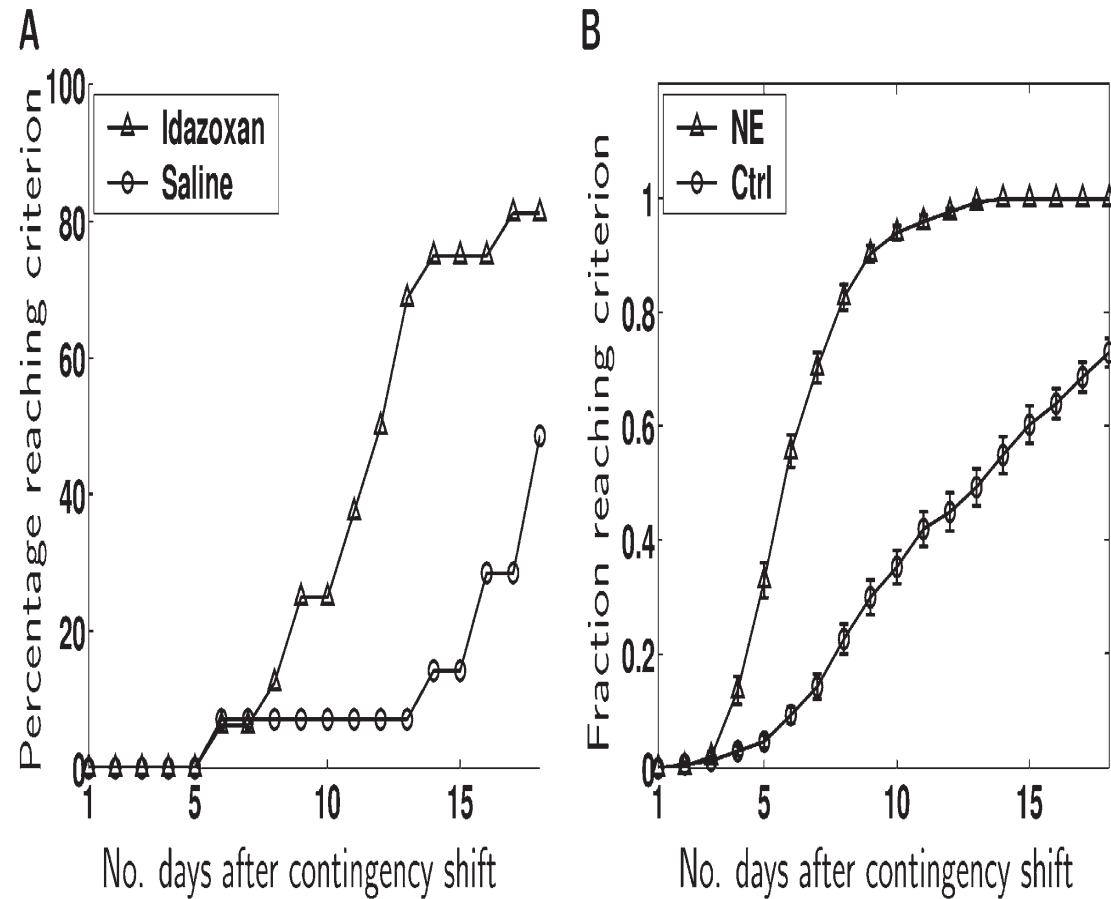 A
Percentage reaching criterion
100
80
60
40
20
0
Idazoxan
Saline
1
5
10
15
No. days after contingency shift
B
Fraction reaching criterion
1
0.8
0.6
0.4
0.2
0
NE
Ctrl
1
5
10
15
No. days after contingency shift